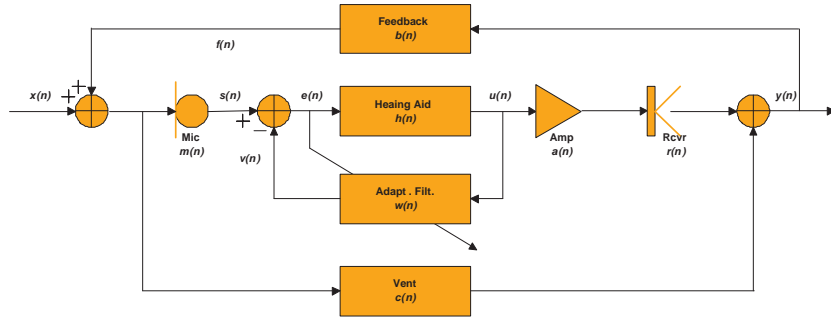 Feedback
b(n)
f(n)
x(n)
+
+
s(n)
e(n)
Heaing Aid
h(n)
u(n)
y(n)
+
−
Mic
m(n)
v(n)
Amp
a(n)
Rcvr
r(n)
Adapt . Filt.
w(n)
Vent
c(n)